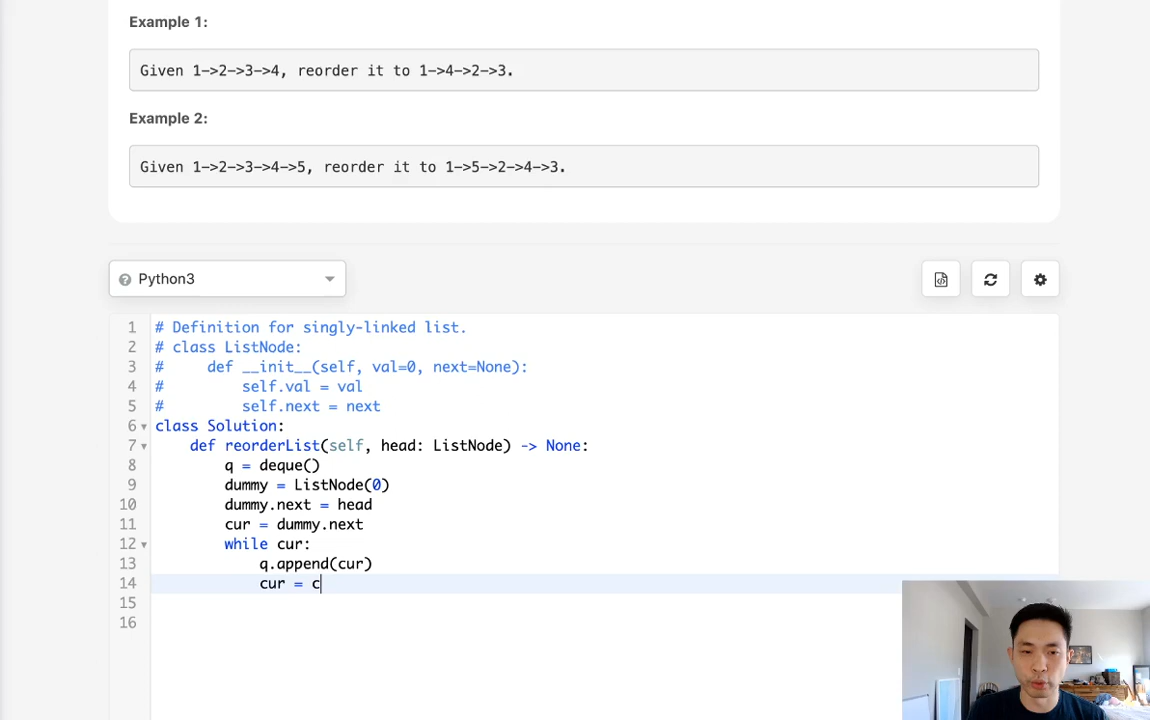 Example 1:
Given 1->2->3->4, reorder it to 1->4->2->3.
Example 2:
Given 1->2->3->4->5, reorder it to 1->5->2->4->3.
Python3
1 # Definition for singly-linked list.
2 # class ListNode:
3 #     def __init__(self, val=0, next=None):
4 #         self.val = val
5 #         self.next = next
6 class Solution:
7     def reorderList(self, head: ListNode) -> None:
8         q = deque()
9         dummy = ListNode(0)
10         dummy.next = head
11         cur = dummy.next
12         while cur:
13             q.append(cur)
14             cur = c
15
16